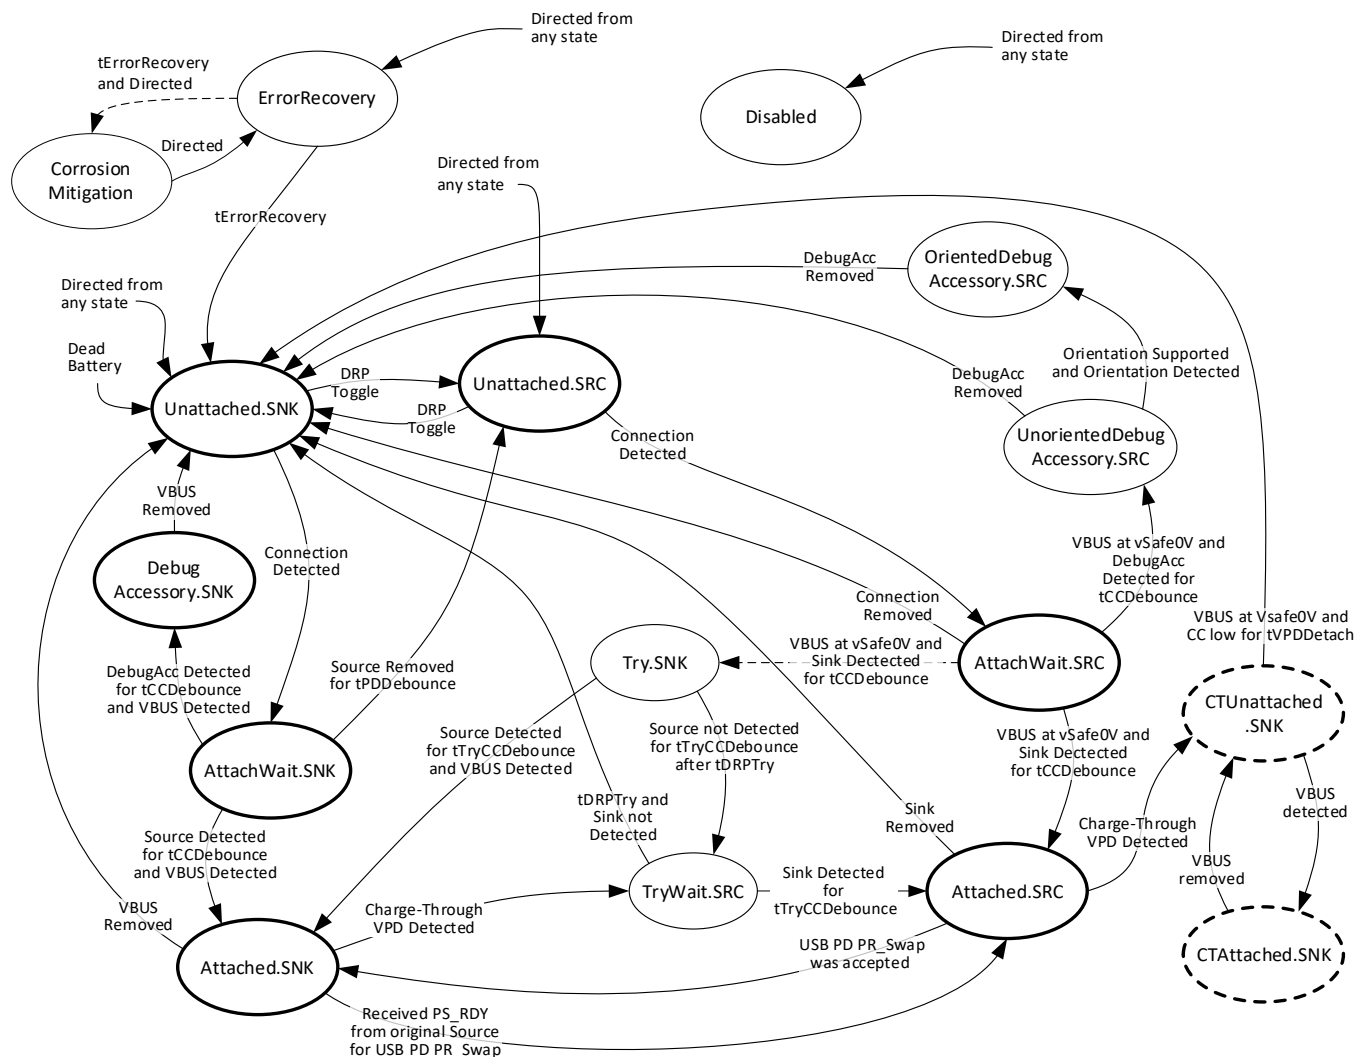 Directed from
any state
tErrorRecovery
and Directed
ErrorRecovery
Directed from
any state
Disabled
Directed
Corrosion
Mitigation
Directed from
any state
tErrorRecovery
DebugAcc
Removed
OrientedDebug
Accessory.SRC
Directed from
any state
Dead
Battery
Orientation Supported
and Orientation Detected
DRP
Toggle
Unattached.SRC
DebugAcc
Removed
Unattached.SNK
DRP
Toggle
Connection
Detected
UnorientedDebug
Accessory.SRC
VBUS
Removed
Connection
Detected
VBUS at vSafe0V and
DebugAcc
Detected for
tCCDebounce
Debug
Accessory.SNK
Connection
Removed
VBUS at Vsafe0V and
CC low for tVPDDetach
DebugAcc Detected
for tCCDebounce
and VBUS Detected
Source Removed
for tPDDebounce
Try.SNK
VBUS at vSafe0V and
Sink Dectected
for tCCDebounce
AttachWait.SRC
CTUnattached
.SNK
Source Detected
for tTryCCDebounce
and VBUS Detected
Source not Detected
for tTryCCDebounce
after tDRPTry
VBUS at vSafe0V and
Sink Dectected
for tCCDebounce
AttachWait.SNK
tDRPTry and
Sink not
Detected
Sink
Removed
VBUS
detected
Source Detected
for tCCDebounce
and VBUS Detected
Charge-Through
VPD Detected
VBUS
removed
TryWait.SRC
Sink Detected
for
tTryCCDebounce
Attached.SRC
VBUS
Removed
Charge-Through
VPD Detected
USB PD PR_Swap
was accepted
Attached.SNK
CTAttached.SNK
Received PS_RDY
from original Source
for USB PD PR_Swap